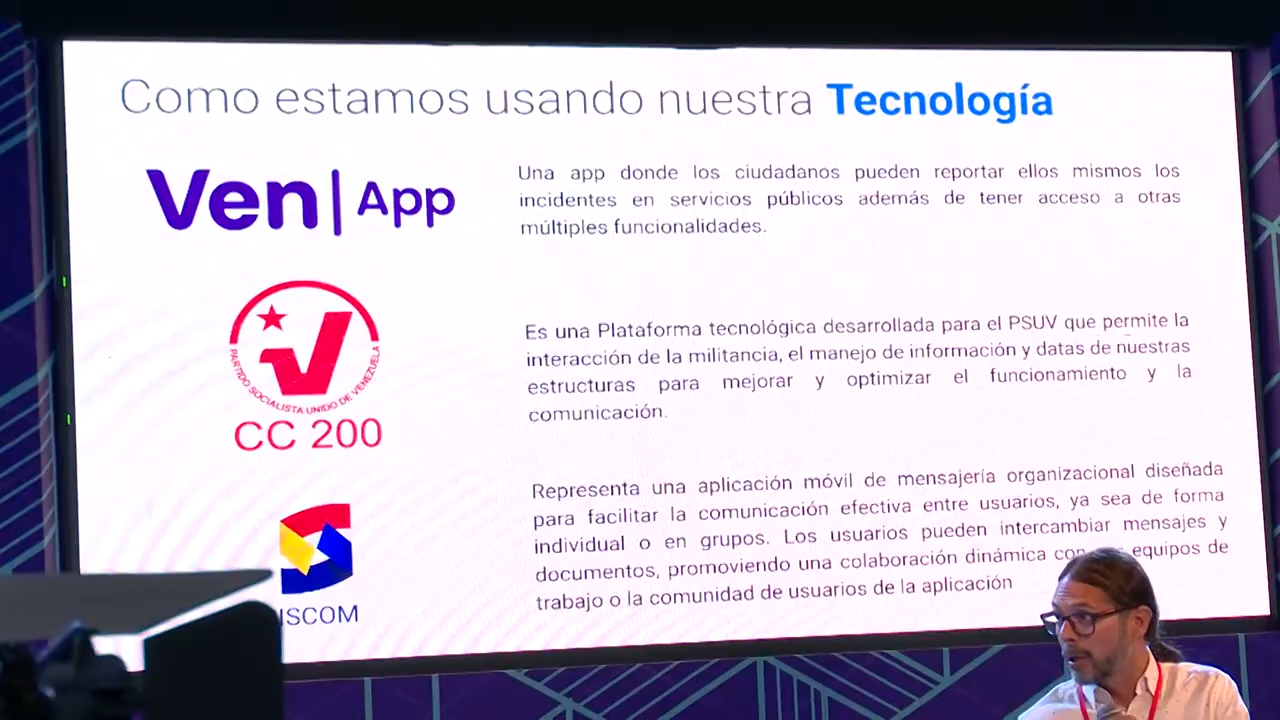 Como estamos usando nuestra Tecnología
Ven|App
Una app donde los ciudadanos pueden reportar ellos mismos los
incidentes en servicios públicos además de tener acceso a otras
múltiples funcionalidades.
PARTIDO SOCIALISTA UNIDO DE VENEZUELA
CC 200
Es una Plataforma tecnológica desarrollada para el PSUV que permite la
interacción de la militancia, el manejo de información y datas de nuestras
estructuras para mejorar y optimizar el funcionamiento y la
comunicación.
ISCOM
Representa una aplicación móvil de mensajería organizacional diseñada
para facilitar la comunicación efectiva entre usuarios, ya sea de forma
individual o en grupos. Los usuarios pueden intercambiar mensajes y
documentos, promoviendo una colaboración dinámica equipos de
trabajo o la comunidad de usuarios de la aplicación